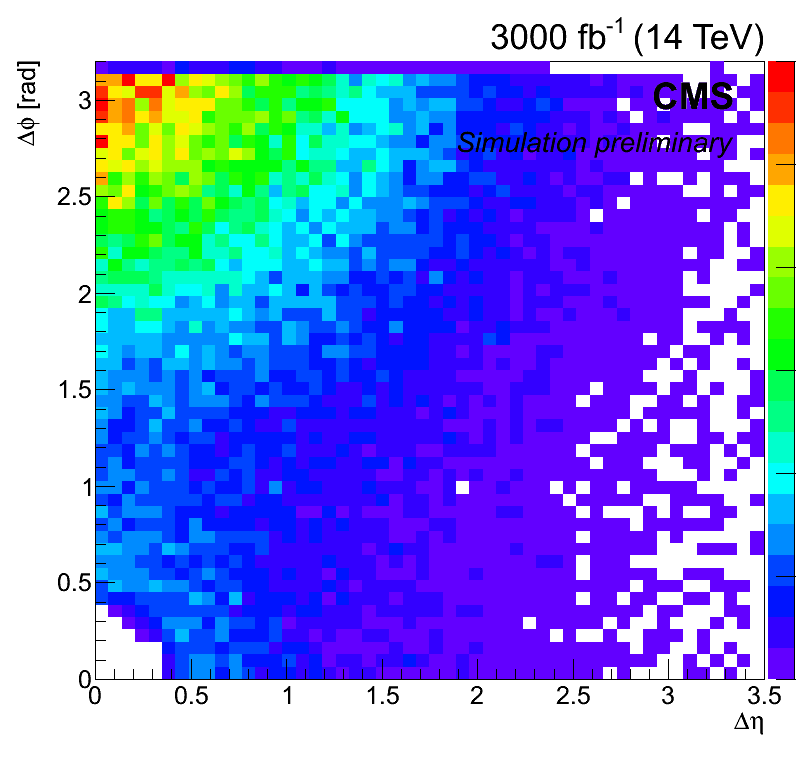 3000 fb-1 (14 TeV)
Δϕ [rad]
CMS
Simulation preliminary
3
2.5
2
1.5
1
0.5
0
0 0.5 1 1.5 2 2.5 3 3.5
Δη